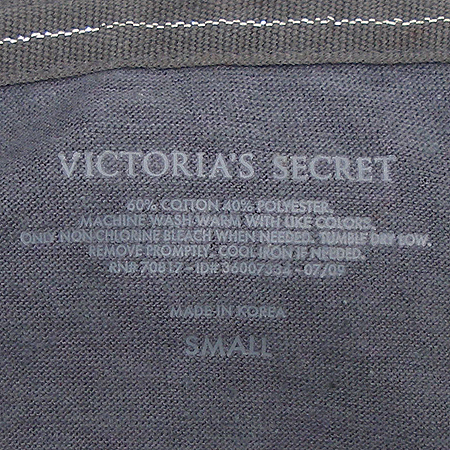 VICTORIA'S SECRET
60% COTTON 40% POLYESTER
MACHINE WASH WARM WITH LIKE COLORS.
ONLY NON-CHLORINE BLEACH WHEN NEEDED. TUMBLE DRY LOW.
REMOVE PROMPTLY. COOL IRON IF NEEDED.
RN# 70817 - ID# 36007334 - 07/09
MADE IN KOREA
SMALL